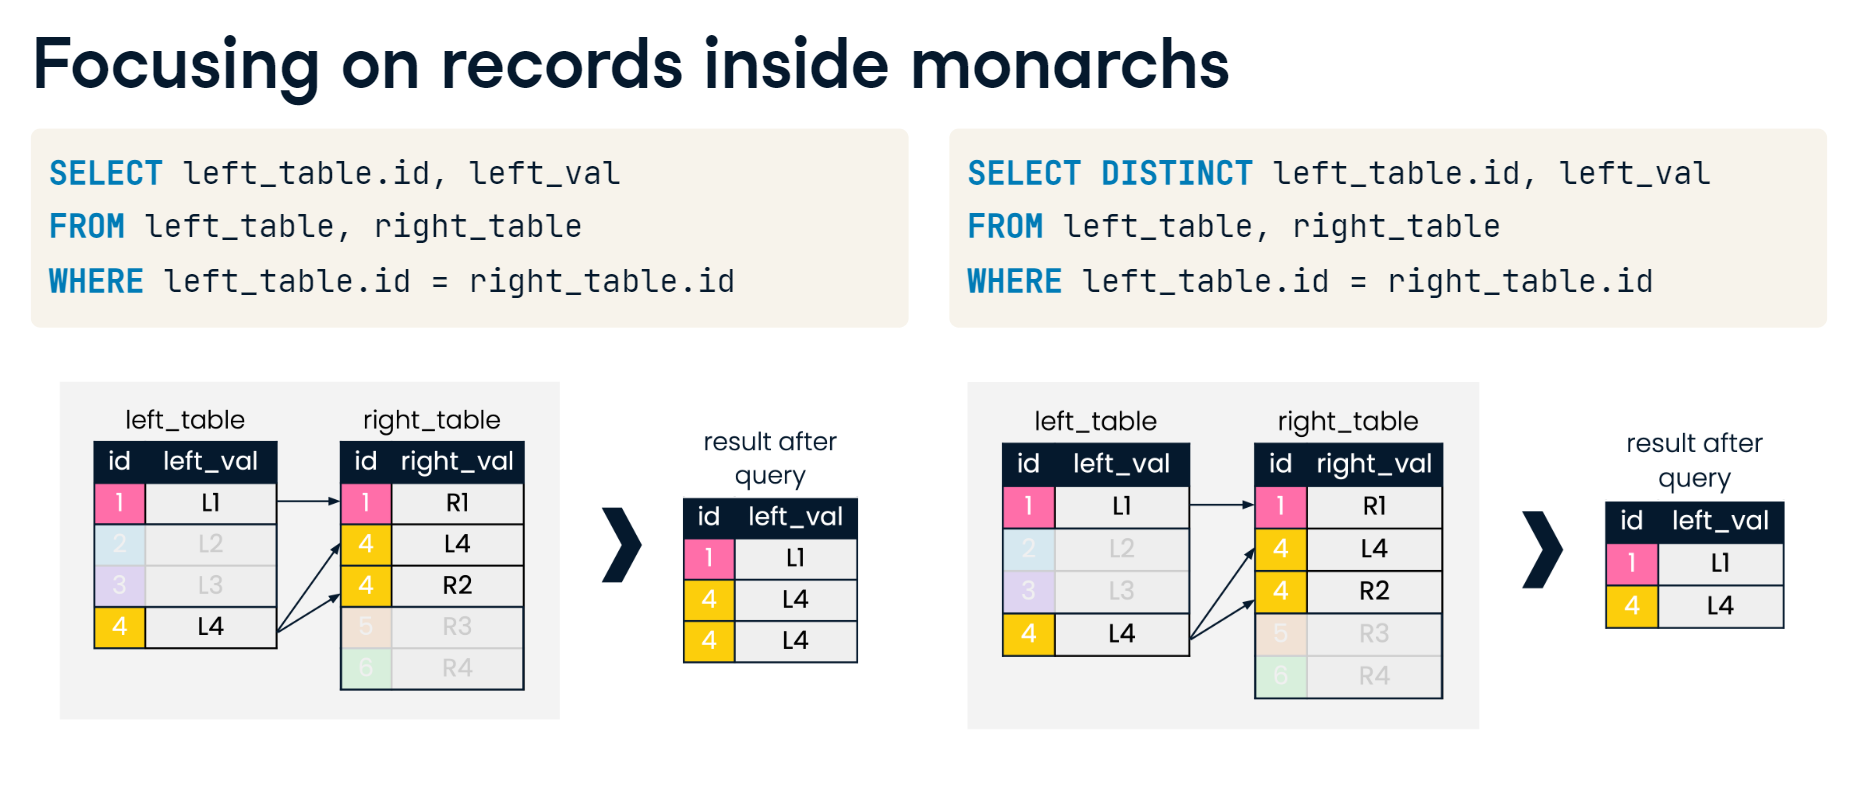 Focusing on records inside monarchs
SELECT left_table.id, left_val
FROM left_table, right_table
WHERE left_table.id = right_table.id
SELECT DISTINCT left_table.id, left_val
FROM left_table, right_table
WHERE left_table.id = right_table.id
left_table
id left_val
1 L1
2 L2
3 L3
4 L4
right_table
id right_val
1 R1
4 L4
4 R2
5 R3
6 R4
result after
query
id left_val
1 L1
4 L4
4 L4
left_table
id left_val
1 L1
2 L2
3 L3
4 L4
right_table
id right_val
1 R1
4 L4
4 R2
5 R3
6 R4
result after
query
id left_val
1 L1
4 L4